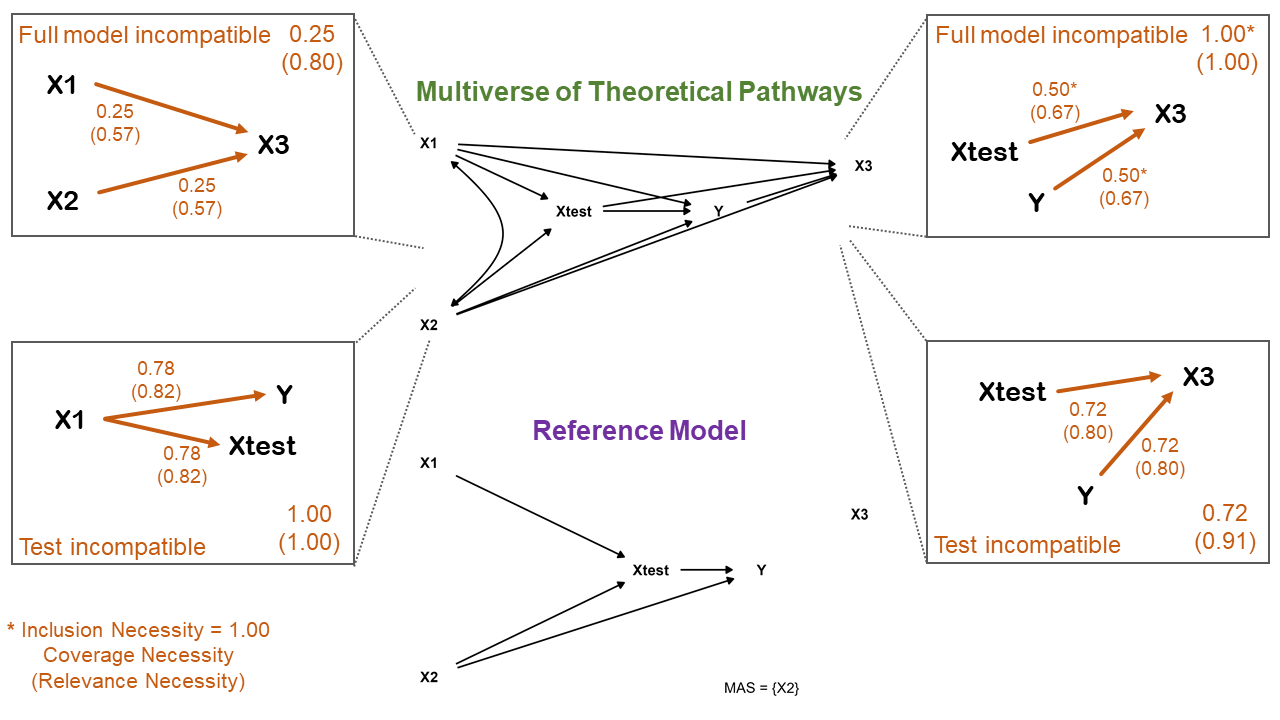 Full model incompatible 0.25
(0.80)
X1
0.25
(0.57)
X3
0.25
(0.57)
X2
Multiverse of Theoretical Pathways
X1
X3
Xtest
Y
X2
Full model incompatible 1.00*
(1.00)
0.50*
(0.67)
X3
Xtest
0.50*
(0.67)
Y
0.78
(0.82)
Y
X1
Xtest
0.78
(0.82)
1.00
(1.00)
Test incompatible
Reference Model
X1
X3
Xtest
Y
X2
MAS = {X2}
X3
Xtest
0.72
(0.80)
0.72
(0.80)
Y
0.72
(0.91)
Test incompatible
* Inclusion Necessity = 1.00
Coverage Necessity
(Relevance Necessity)